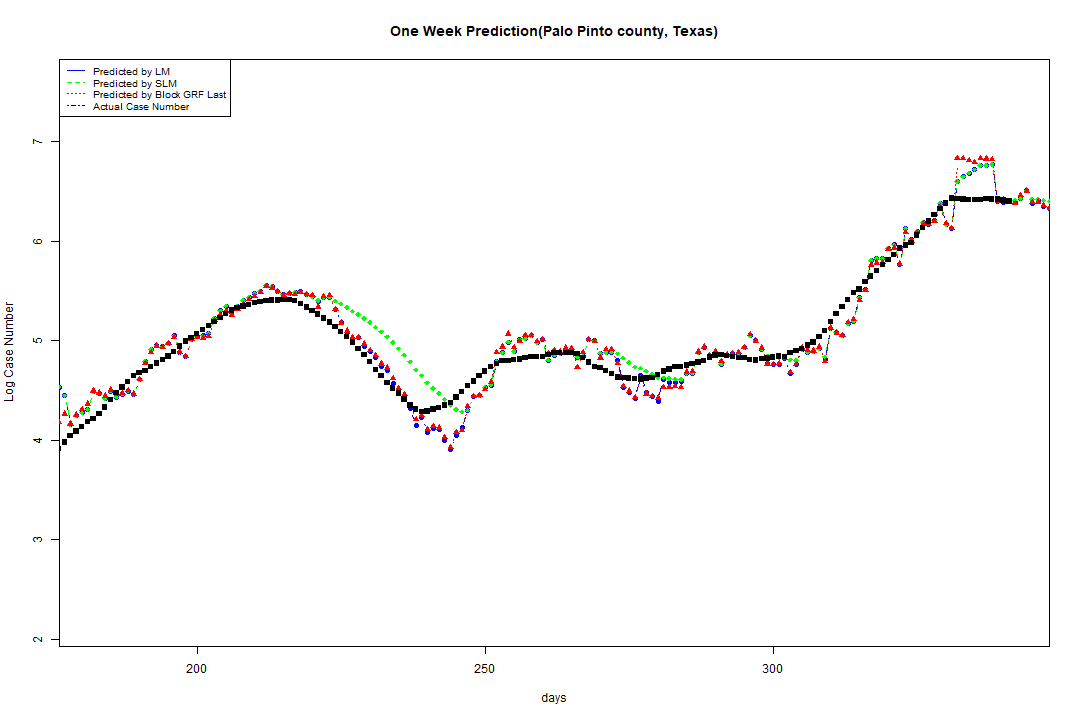 One Week Prediction(Palo Pinto county, Texas)
Predicted by LM
Predicted by SLM
Predicted by Block GRF Last
Actual Case Number
7
6
5
4
3
2
Log Case Number
200 250 300
days